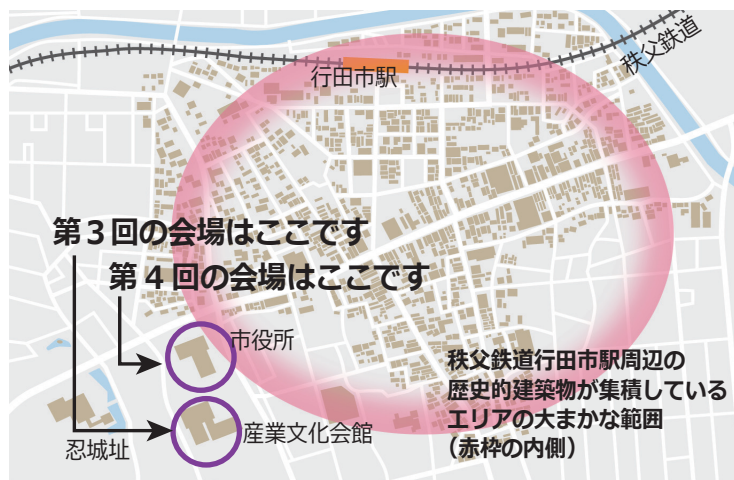 行田市駅
秩父鉄道
第３回の会場はここです
第４回の会場はここです
市役所
産業文化会館
忍城址
秩父鉄道行田市駅周辺の
歴史的建築物が集積している
エリアの大まかな範囲
（赤枠の内側）